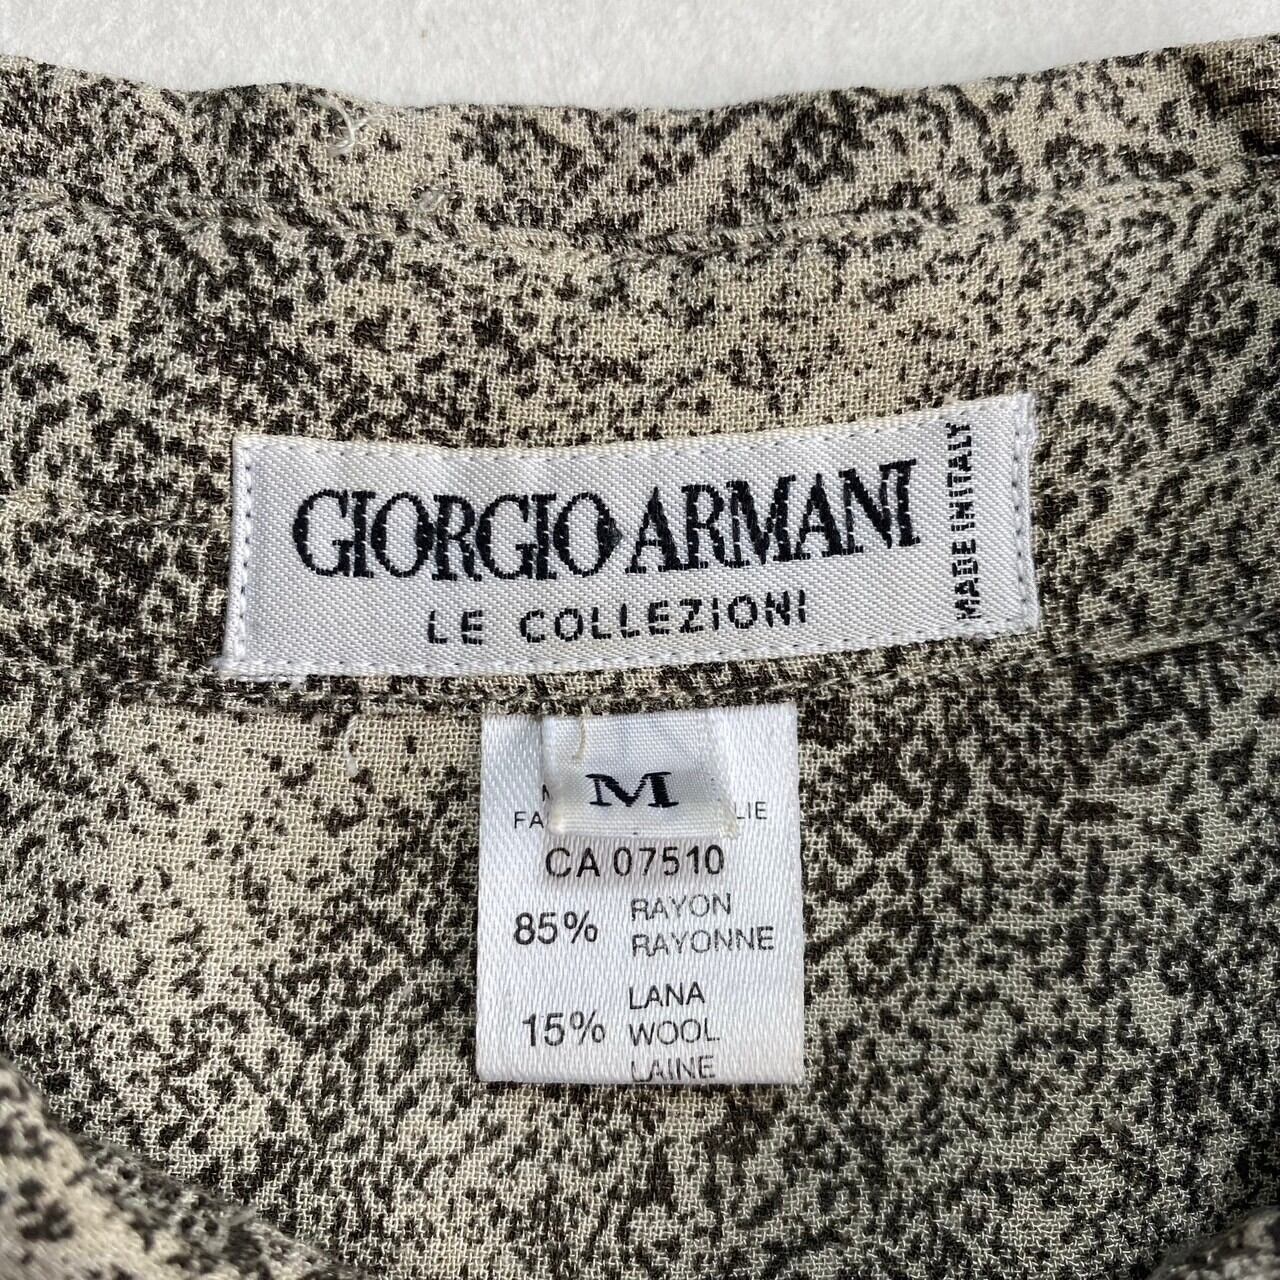 GIORGIO ARMANI
LE COLLEZIONI
MADE IN ITALY
M
CA 07510
85% RAYON
RAYONNE
15% LANA
WOOL
LAINE